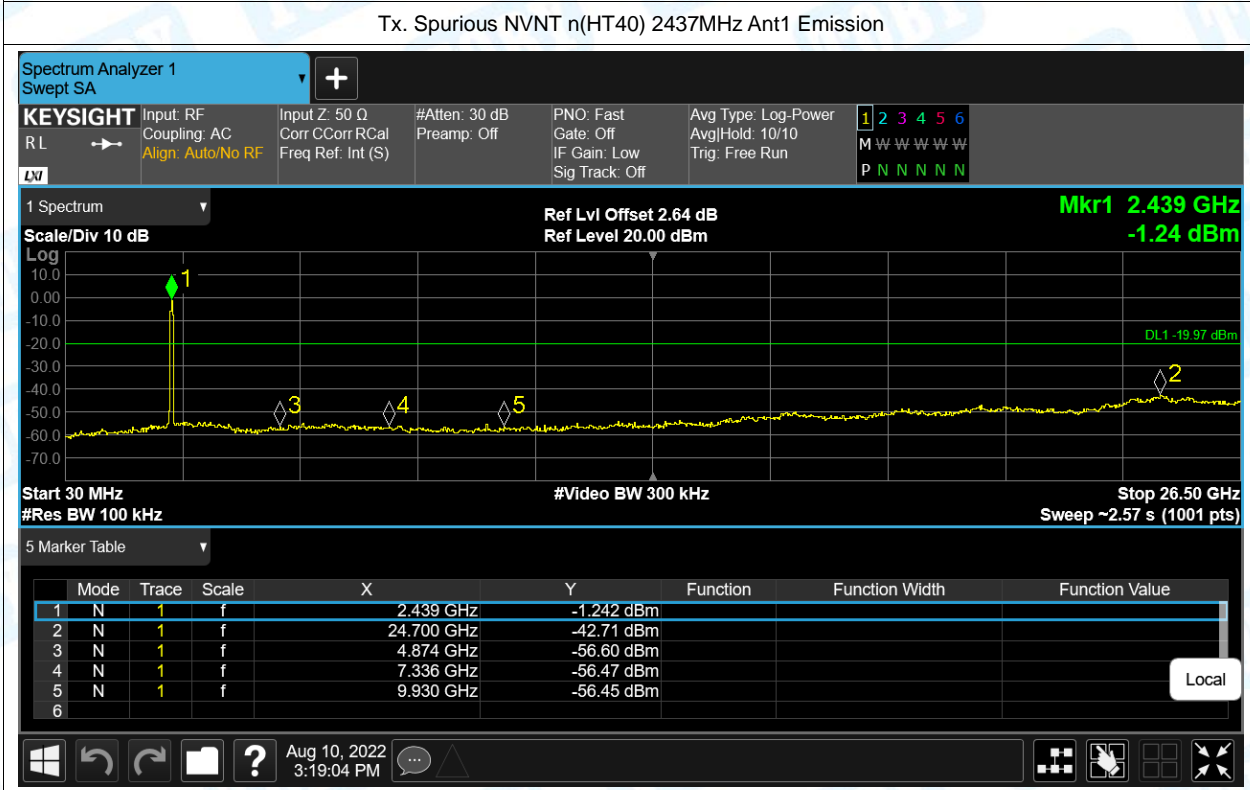 Tx. Spurious NVNT n(HT40) 2437MHz Ant1 Emission
Spectrum Analyzer 1
Swept SA
+
KEYSIGHT Input: RF Input Z: 50 Ω #Atten: 30 dB PNO: Fast Avg Type: Log-Power 1 2 3 4 5 6
RL Coupling: AC Corr CCorr RCal Preamp: Off Gate: Off Avg|Hold: 10/10 M W W W W W
Align: Auto/No RF Freq Ref: Int (S) IF Gain: Low Trig: Free Run
LXI Sig Track: Off P N N N N N
1 Spectrum Ref Lvl Offset 2.64 dB Mkr1 2.439 GHz
Scale/Div 10 dB Ref Level 20.00 dBm -1.24 dBm
Log
10.0
0.00
-10.0
-20.0
-30.0
-40.0
-50.0
-60.0
-70.0
1
DL1 -19.97 dBm
2
3
4
5
Start 30 MHz #Video BW 300 kHz Stop 26.50 GHz
#Res BW 100 kHz Sweep ~2.57 s (1001 pts)
5 Marker Table
Mode Trace Scale X Y Function Function Width Function Value
1 N 1 f 2.439 GHz -1.242 dBm
2 N 1 f 24.700 GHz -42.71 dBm
3 N 1 f 4.874 GHz -56.60 dBm
4 N 1 f 7.336 GHz -56.47 dBm
5 N 1 f 9.930 GHz -56.45 dBm
6
Local
? Aug 10, 2022
3:19:04 PM